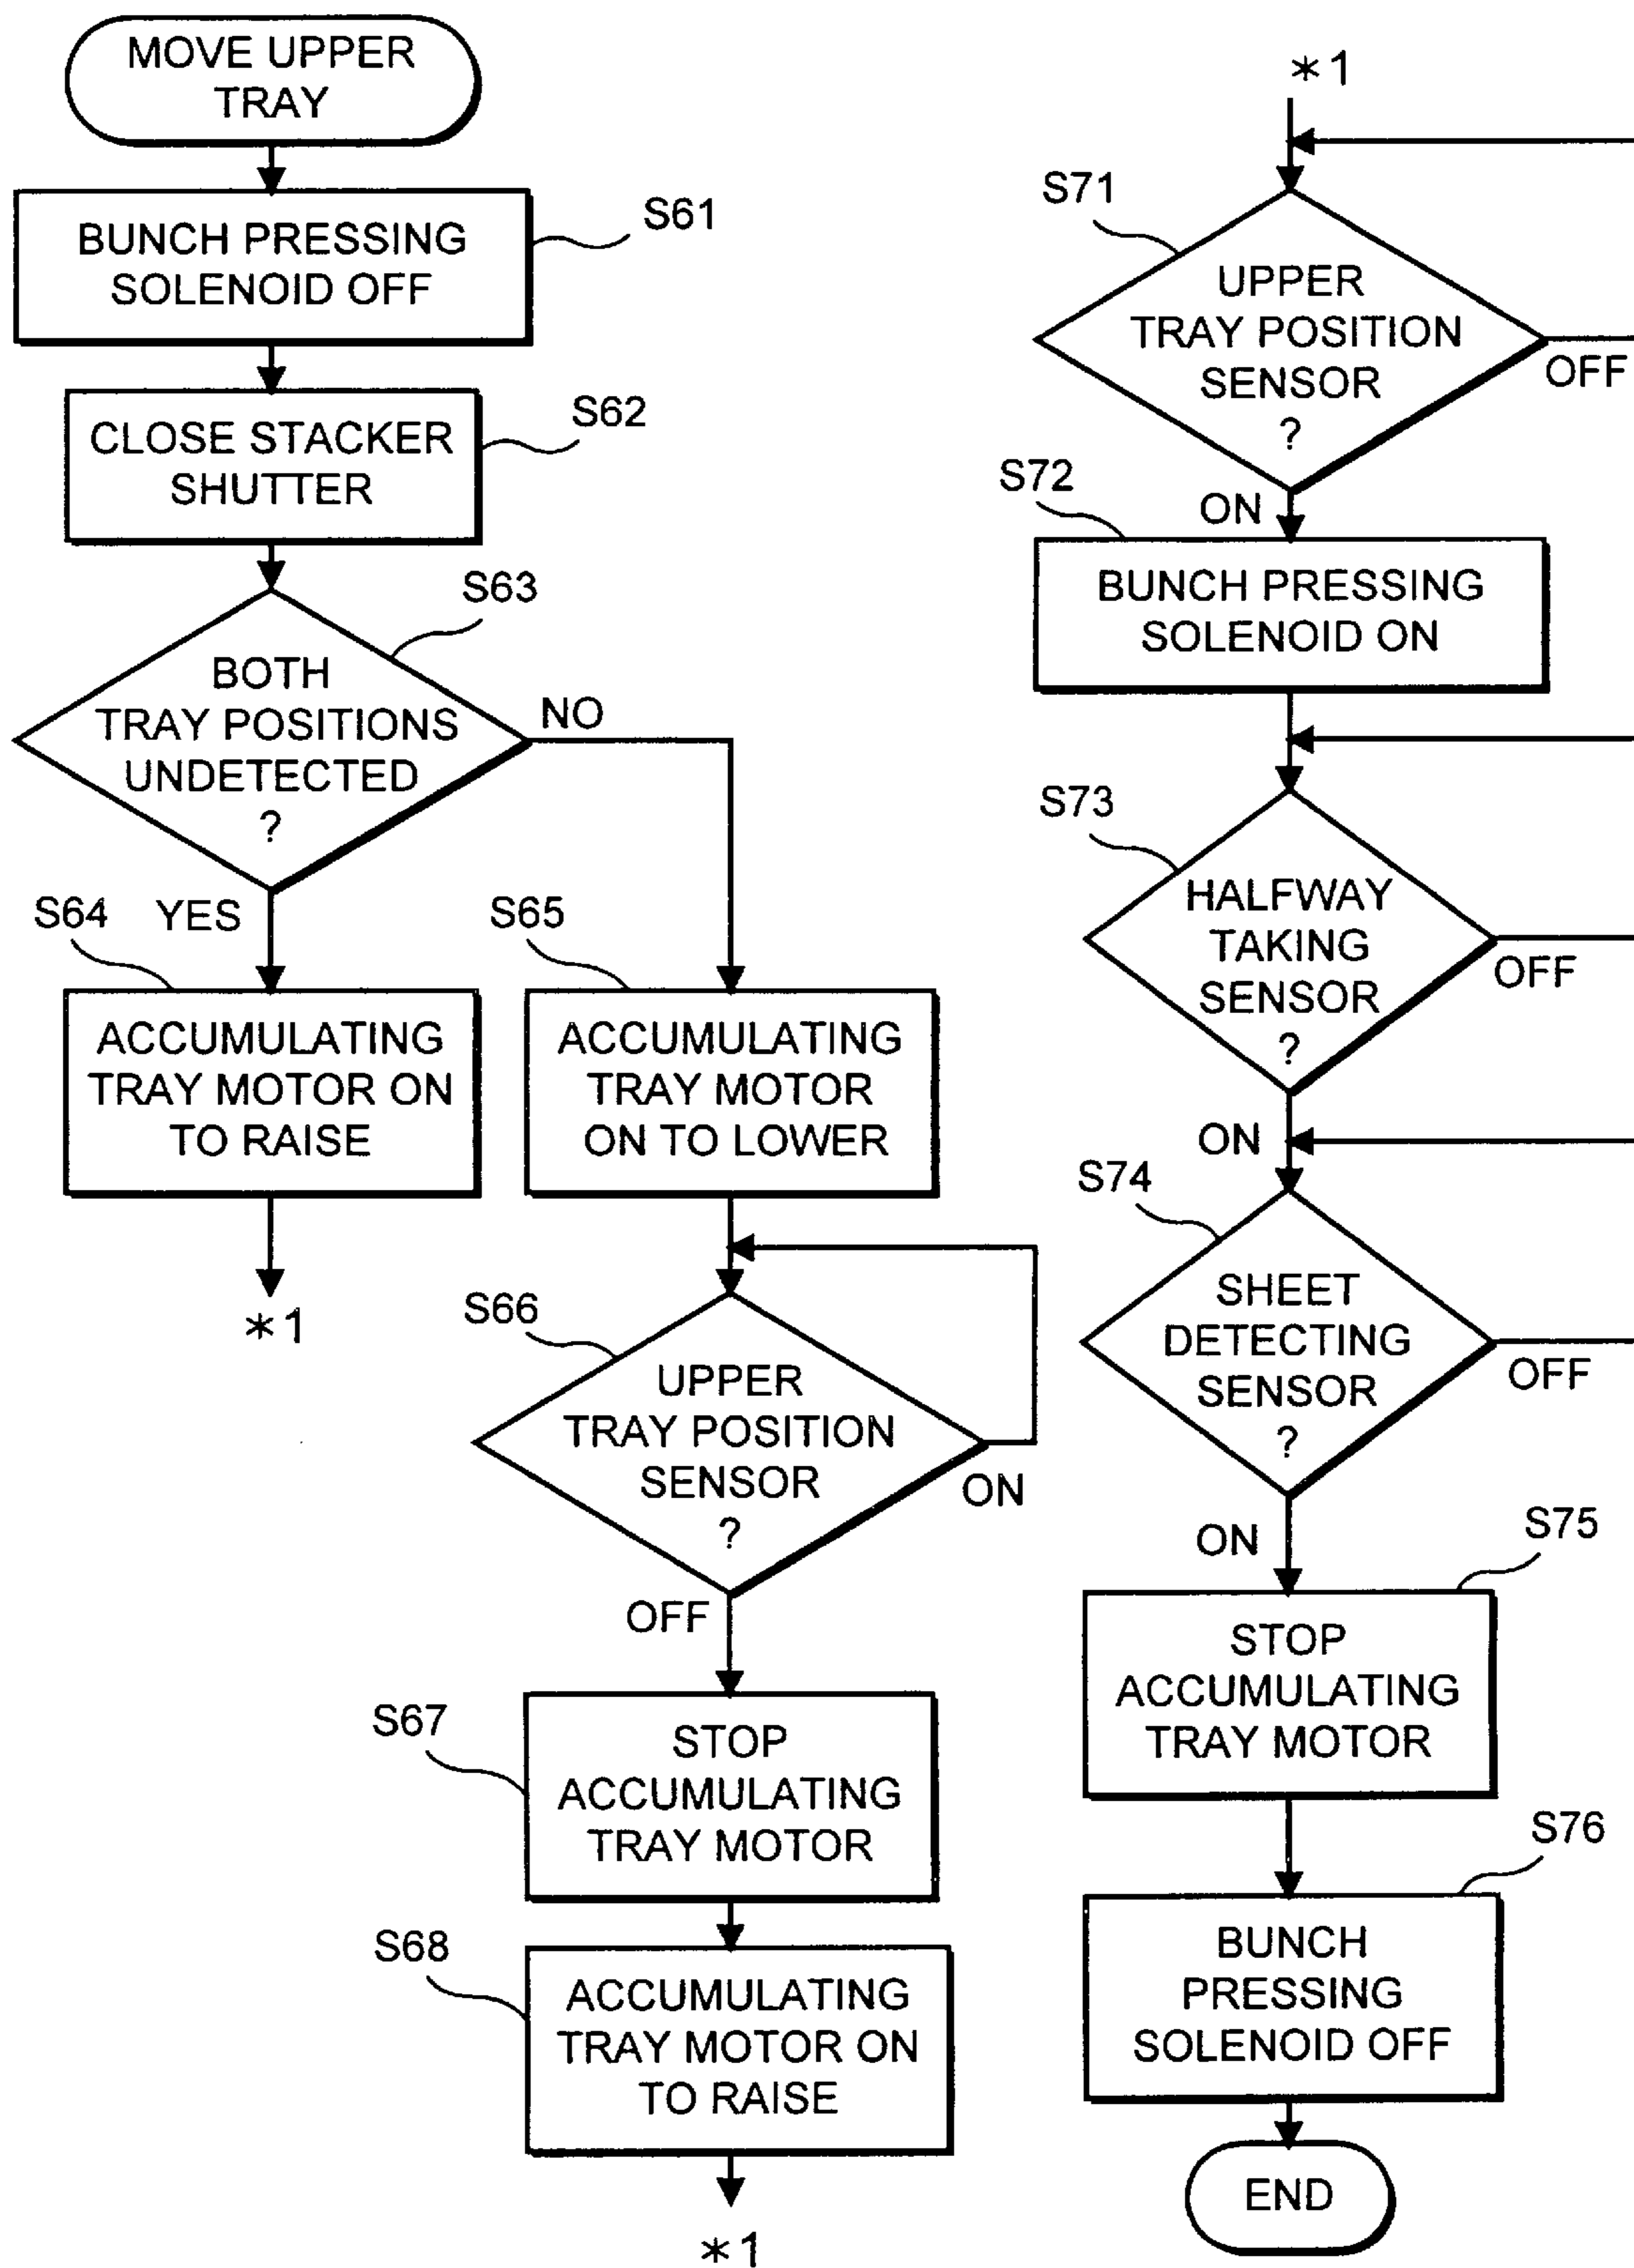 MOVE UPPER
TRAY
S61
BUNCH PRESSING
SOLENOID OFF
S62
CLOSE STACKER
SHUTTER
S63
BOTH
TRAY POSITIONS
UNDETECTED
?
NO
YES
S64
ACCUMULATING
TRAY MOTOR ON
TO RAISE
*1
S65
ACCUMULATING
TRAY MOTOR
ON TO LOWER
S66
UPPER
TRAY POSITION
SENSOR
?
ON
OFF
S67
STOP
ACCUMULATING
TRAY MOTOR
S68
ACCUMULATING
TRAY MOTOR ON
TO RAISE
*1
*1
S71
UPPER
TRAY POSITION
SENSOR
?
OFF
ON
S72
BUNCH PRESSING
SOLENOID ON
S73
HALFWAY
TAKING
SENSOR
?
OFF
ON
S74
SHEET
DETECTING
SENSOR
?
OFF
ON
S75
STOP
ACCUMULATING
TRAY MOTOR
S76
BUNCH
PRESSING
SOLENOID OFF
END